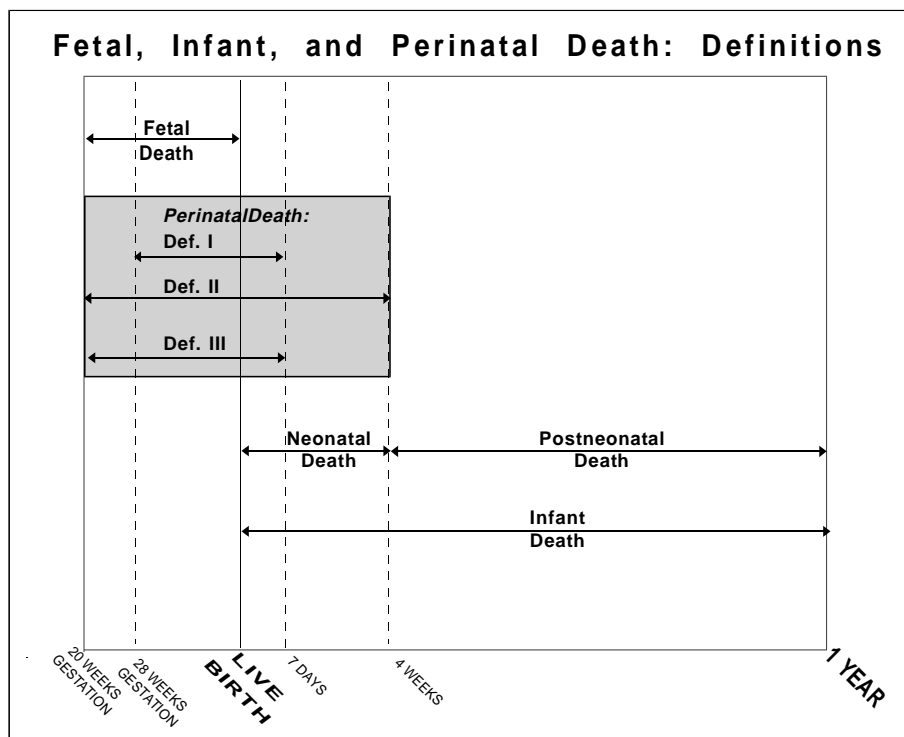 Fetal, Infant, and Perinatal Death: Definitions
Fetal
Death
PerinatalDeath:
Def. I
Def. II
Def. III
Neonatal
Death
Postneonatal
Death
Infant
Death
20 WEEKS
GESTATION
28 WEEKS
GESTATION
LIVE
BIRTH
7 DAYS
4 WEEKS
1 YEAR